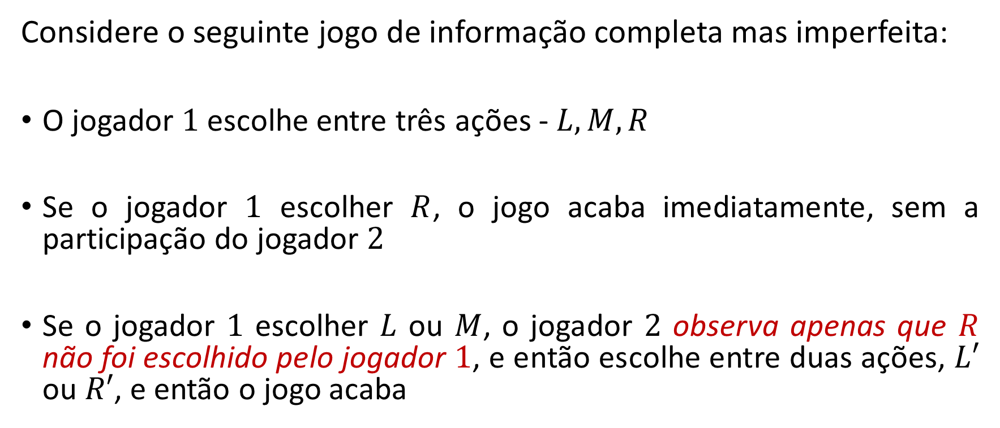 Considere o seguinte jogo de informação completa mas imperfeita:
• O jogador 1 escolhe entre três ações - L, M, R
• Se o jogador 1 escolher R, o jogo acaba imediatamente, sem a
participação do jogador 2
• Se o jogador 1 escolher L ou M, o jogador 2 observa apenas que R
não foi escolhido pelo jogador 1, e então escolhe entre duas ações, L′
ou R′, e então o jogo acaba